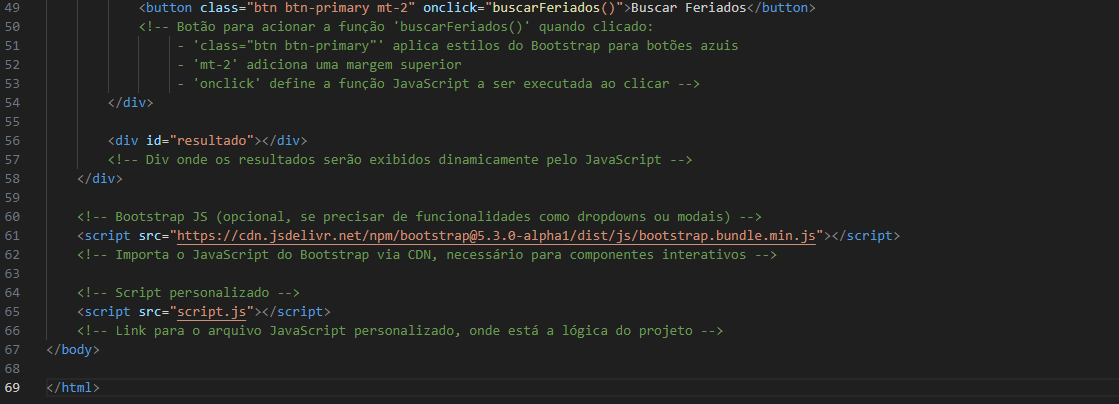 49 <button class="btn btn-primary mt-2" onclick="buscarFeriados()">Buscar Feriados</button>
50 <!-- Botão para acionar a função 'buscarFeriados()' quando clicado:
51 - 'class="btn btn-primary"' aplica estilos do Bootstrap para botões azuis
52 - 'mt-2' adiciona uma margem superior
53 - 'onclick' define a função JavaScript a ser executada ao clicar -->
54 </div>
55
56 <div id="resultado"></div>
57 <!-- Div onde os resultados serão exibidos dinamicamente pelo JavaScript -->
58 </div>
59
60 <!-- Bootstrap JS (opcional, se precisar de funcionalidades como dropdowns ou modais) -->
61 <script src="https://cdn.jsdelivr.net/npm/bootstrap@5.3.0-alpha1/dist/js/bootstrap.bundle.min.js"></script>
62 <!-- Importa o JavaScript do Bootstrap via CDN, necessário para componentes interativos -->
63
64 <!-- Script personalizado -->
65 <script src="script.js"></script>
66 <!-- Link para o arquivo JavaScript personalizado, onde está a lógica do projeto -->
67 </body>
68
69 </html>